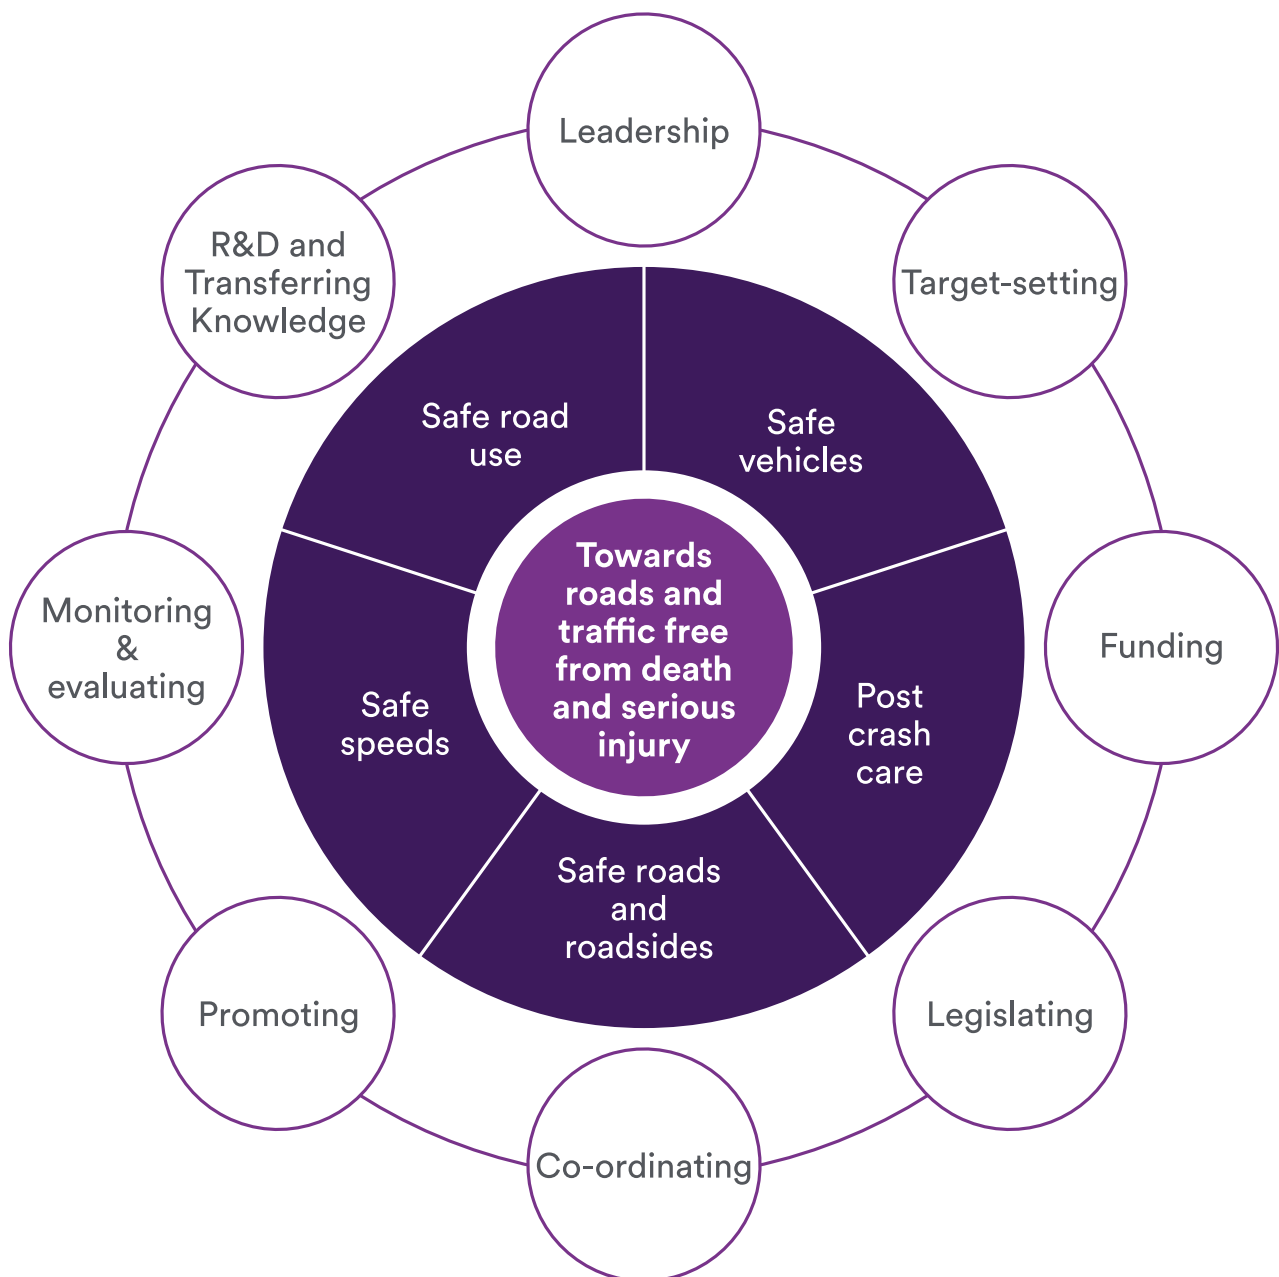 Leadership
R&D and
Transferring
Knowledge
Target-setting
Safe road
use
Safe
vehicles
Towards
roads and
traffic free
from death
and serious
injury
Monitoring
&
evaluating
Funding
Safe
speeds
Post
crash
care
Safe roads
and
roadsides
Promoting
Legislating
Co-ordinating